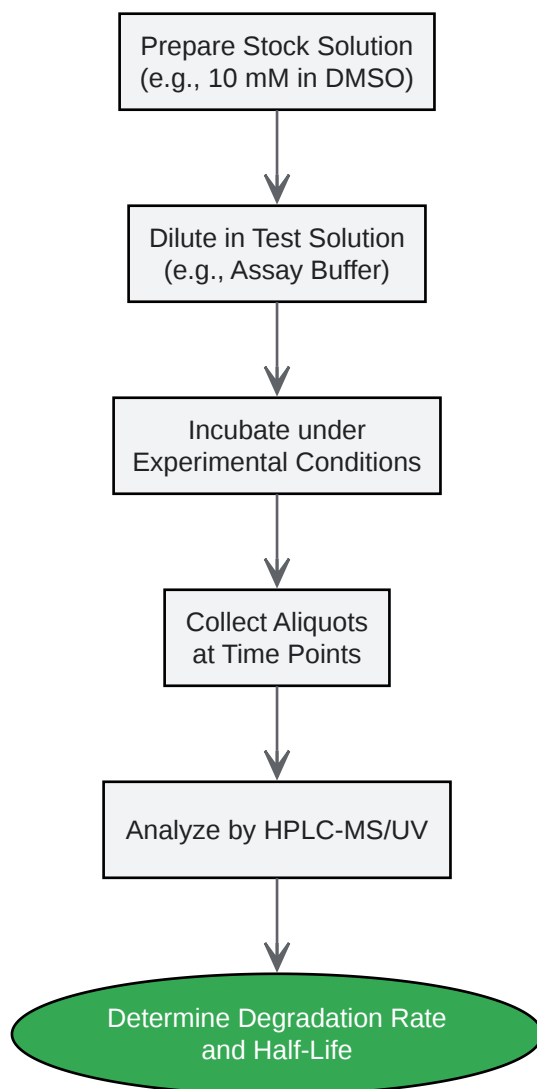 Prepare Stock Solution
(e.g., 10 mM in DMSO)
Dilute in Test Solution
(e.g., Assay Buffer)
Incubate under
Experimental Conditions
Collect Aliquots
at Time Points
Analyze by HPLC-MS/UV
Determine Degradation Rate
and Half-Life